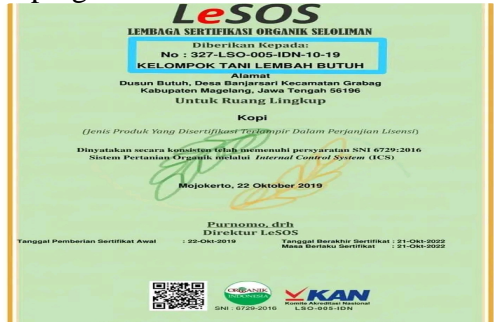 LeSOS
LEMBAGA SERTIFIKASI ORGANIK SELOLIMAN
Diberikan Kepada:
No : 327-LSO-005-IDN-10-19
KELOMPOK TANI LEMBAH BUTUH
Alamat
Dusun Butuh, Desa Banjarsari Kecamatan Grabag
Kabupaten Magelang, Jawa Tengah 56196
Untuk Ruang Lingkup
Kopi
(Jenis Produk Yang Disertifikasi Terlampir Dalam Perjanjian Lisensi)
Dinyatakan secara konsisten telah memenuhi persyaratan SNI 6729:2016
Sistem Pertanian Organik melalui Internal Control System (ICS)
Mojokerto, 22 Oktober 2019
Purnomo, drh
Direktur LeSOS
Tanggal Pemberian Sertifikat Awal : 22-Okt-2019
Tanggal Berakhir Sertifikat : 21-Okt-2022
Masa Berlaku Sertifikat : 21-Okt-2022
ORGANIK
INDONESIA
SNI : 6729-2016
KAN
Komite Akreditasi Nasional
LSO-005-IDN